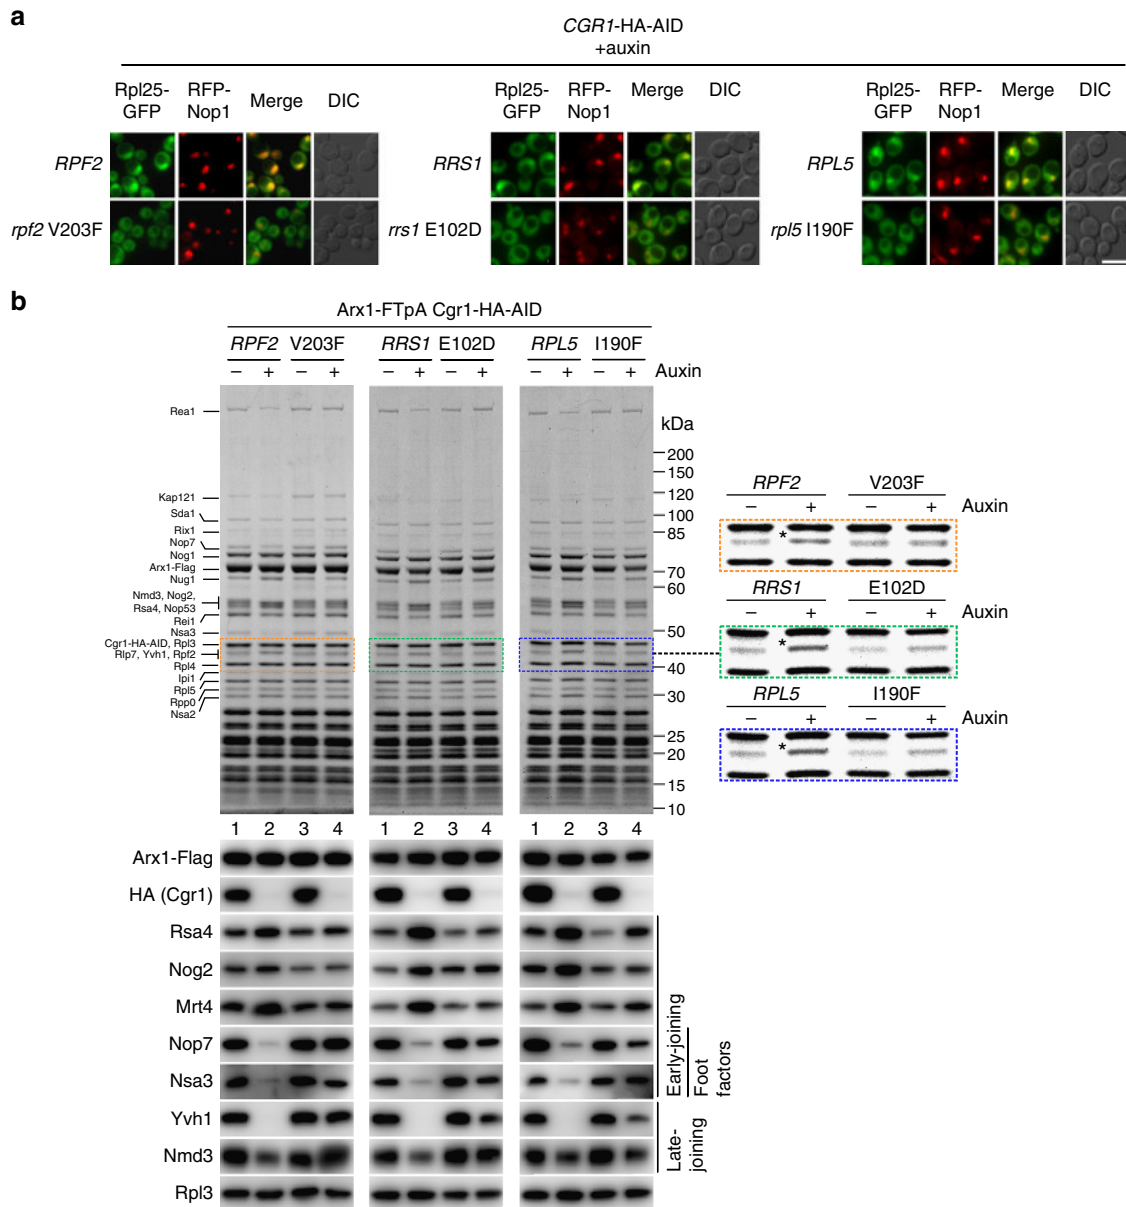 a
CGR1-HA-AID
+auxin
Rpl25-GFP RFP-Nop1 Merge DIC Rpl25-GFP RFP-Nop1 Merge DIC Rpl25-GFP RFP-Nop1 Merge DIC
RPF2 RRS1 RPL5
rpf2 V203F rrs1 E102D rpl5 I190F
b
Arx1-FTpA Cgr1-HA-AID
RPF2 V203F RRS1 E102D RPL5 I190F
− + − + − + − + − + − + Auxin
kDa
200
150
120
100
85
70
60
50
40
30
25
20
15
10
Rea1
Kap121
Sda1
Rix1
Nop7
Nog1
Arx1-Flag
Nug1
Nmd3, Nog2,
Rsa4, Nop53
Rei1
Nsa3
Cgr1-HA-AID, Rpl3
Rlp7, Yvh1, Rpf2
Rpl4
Ipi1
Rpl5
Rpp0
Nsa2
RPF2 V203F
− + − + Auxin
*
RRS1 E102D
− + − + Auxin
*
RPL5 I190F
− + − + Auxin
*
1 2 3 4 1 2 3 4 1 2 3 4
Arx1-Flag
HA (Cgr1)
Rsa4
Nog2
Mrt4
Nop7
Nsa3
Yvh1
Nmd3
Rpl3
Early-joining
Foot
factors
Late-
joining